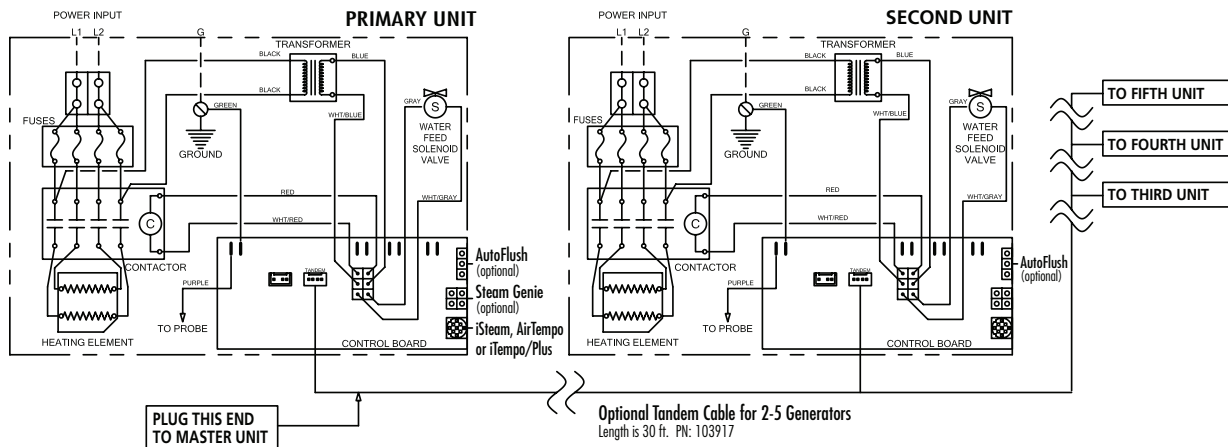 POWER INPUT
L1 L2
G
PRIMARY UNIT
TRANSFORMER
BLACK
BLUE
BLACK
GREEN
GRAY
S
WHT/BLUE
FUSES
GROUND
WATER
FEED
SOLENOID
VALVE
RED
C
WHT/RED
WHT/GRAY
CONTACTOR
TANDEM
PURPLE
TO PROBE
HEATING ELEMENT
CONTROL BOARD
AutoFlush
(optional)
Steam Genie
(optional)
iSteam, AirTempo
or iTempo/Plus
POWER INPUT
L1 L2
G
SECOND UNIT
TRANSFORMER
BLACK
BLUE
BLACK
GREEN
GRAY
S
WHT/BLUE
FUSES
GROUND
WATER
FEED
SOLENOID
VALVE
RED
C
WHT/RED
WHT/GRAY
CONTACTOR
TANDEM
PURPLE
TO PROBE
HEATING ELEMENT
CONTROL BOARD
AutoFlush
(optional)
TO FIFTH UNIT
TO FOURTH UNIT
TO THIRD UNIT
PLUG THIS END
TO MASTER UNIT
Optional Tandem Cable for 2-5 Generators
Length is 30 ft. PN: 103917